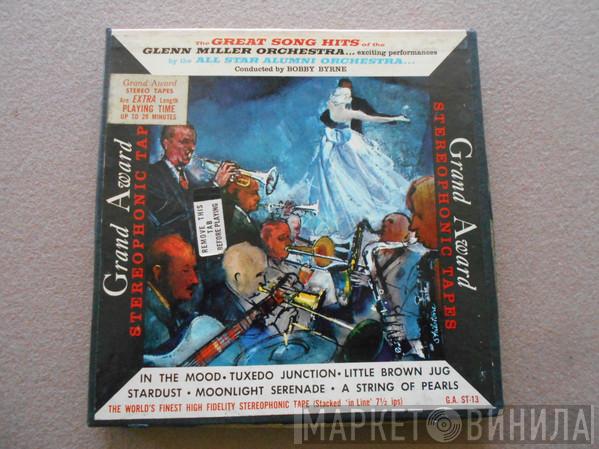 The GREAT SONG HITS of the
GLENN MILLER ORCHESTRA... exciting performances
by the ALL STAR ALUMNI ORCHESTRA...
Conducted by BOBBY BYRNE
Grand Award
STEREO TAPES
Are EXTRA Length
PLAYING TIME
UP TO 29 MINUTES
Grand Award
STEREOPHONIC TAP
REMOVE THIS
TAB
BEFORE PLAYING
Grand Award
STEREOPHONIC TAPES
IN THE MOOD • TUXEDO JUNCTION • LITTLE BROWN JUG
STARDUST • MOONLIGHT SERENADE • A STRING OF PEARLS
THE WORLD'S FINEST HIGH FIDELITY STEREOPHONIC TAPE (Stacked 'in Line' 7½ ips)
G.A. ST-13
МАРКЕТ ВИНИЛА